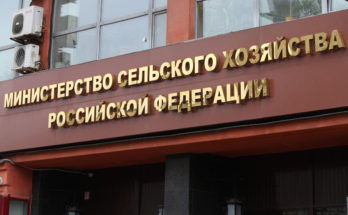 МИНИСТЕРСТВО СЕЛЬСКОГО ХОЗЯЙСТВА
РОССИЙСКОЙ ФЕДЕРАЦИИ